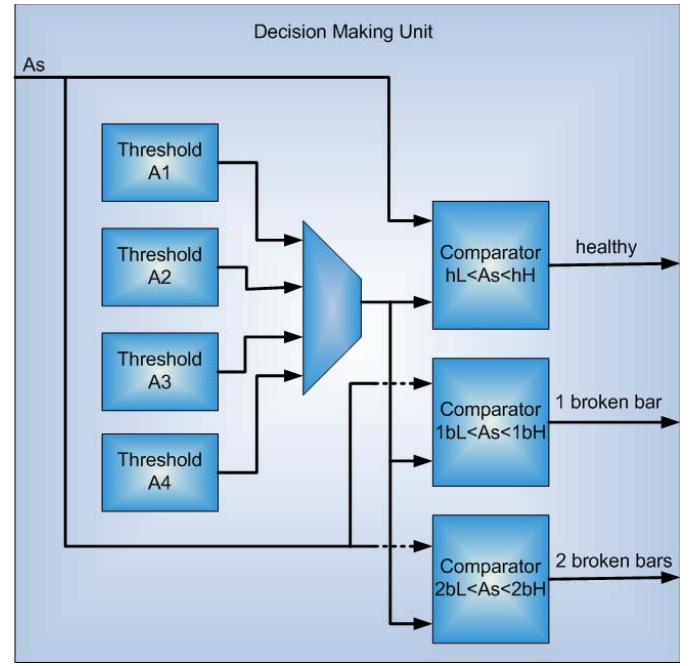 Decision Making Unit
As
Threshold
A1
Threshold
A2
Threshold
A3
Threshold
A4
Comparator
hL<As<hH
healthy
Comparator
1bL<As<1bH
1 broken bar
Comparator
2bL<As<2bH
2 broken bars